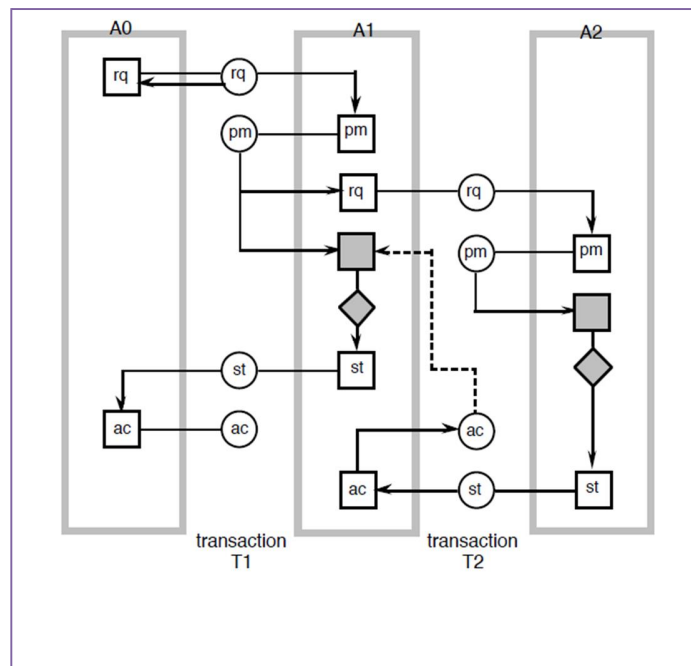 A0 A1 A2
rq rq
pm pm
rq rq
pm pm
st st
ac ac ac
ac st st
transaction transaction
T1 T2